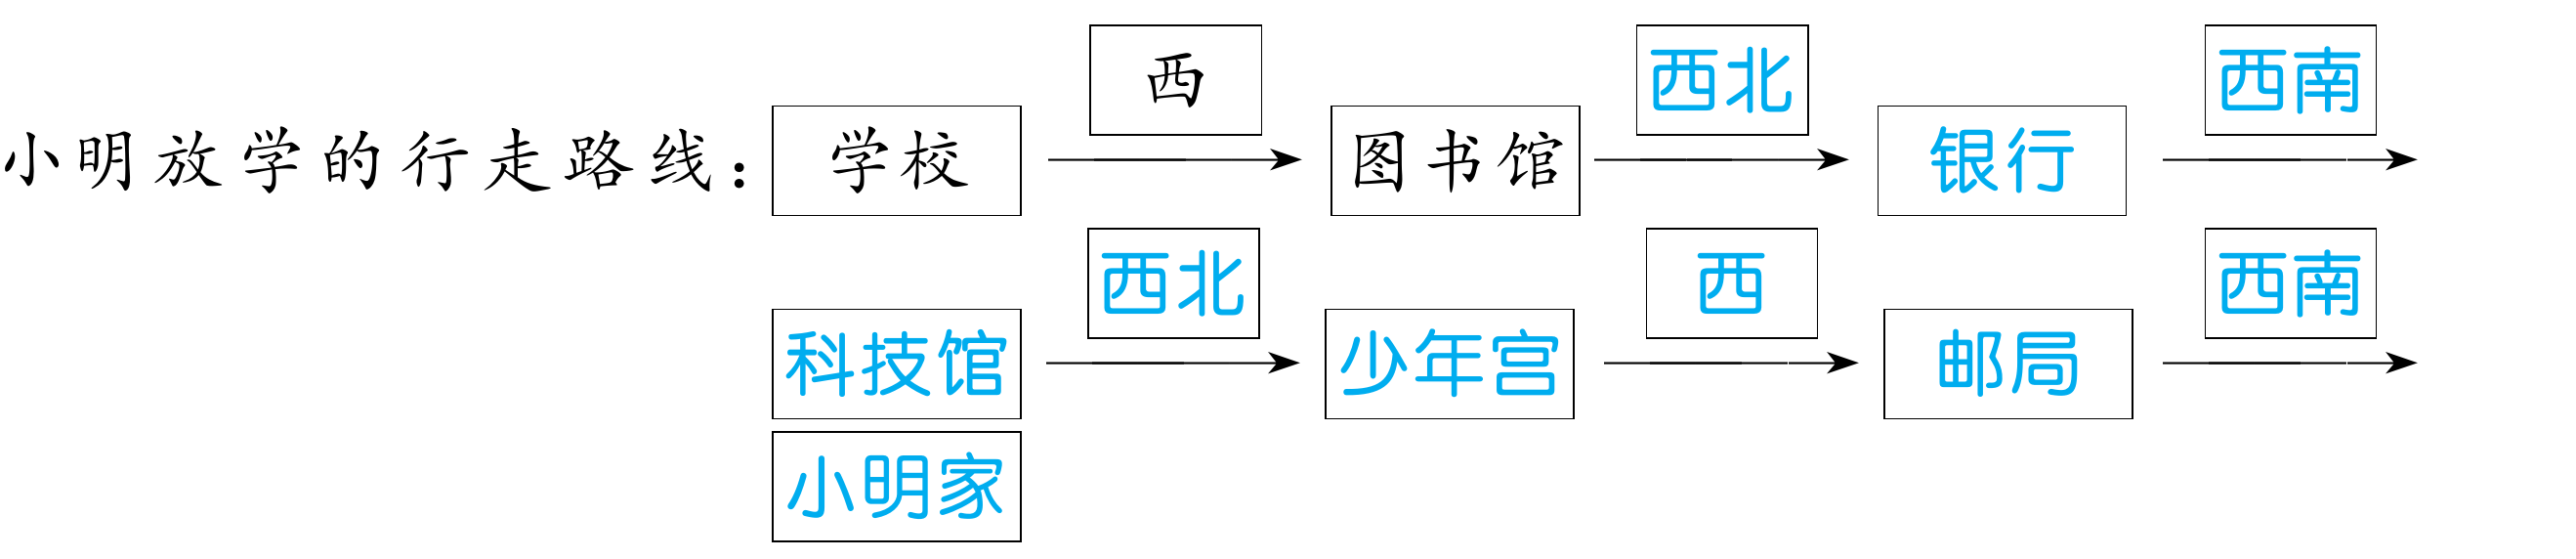 西 西北 西南
小明放学的行走路线: 学校 图书馆 银行
西北 西 西南
科技馆 少年宫 邮局
小明家